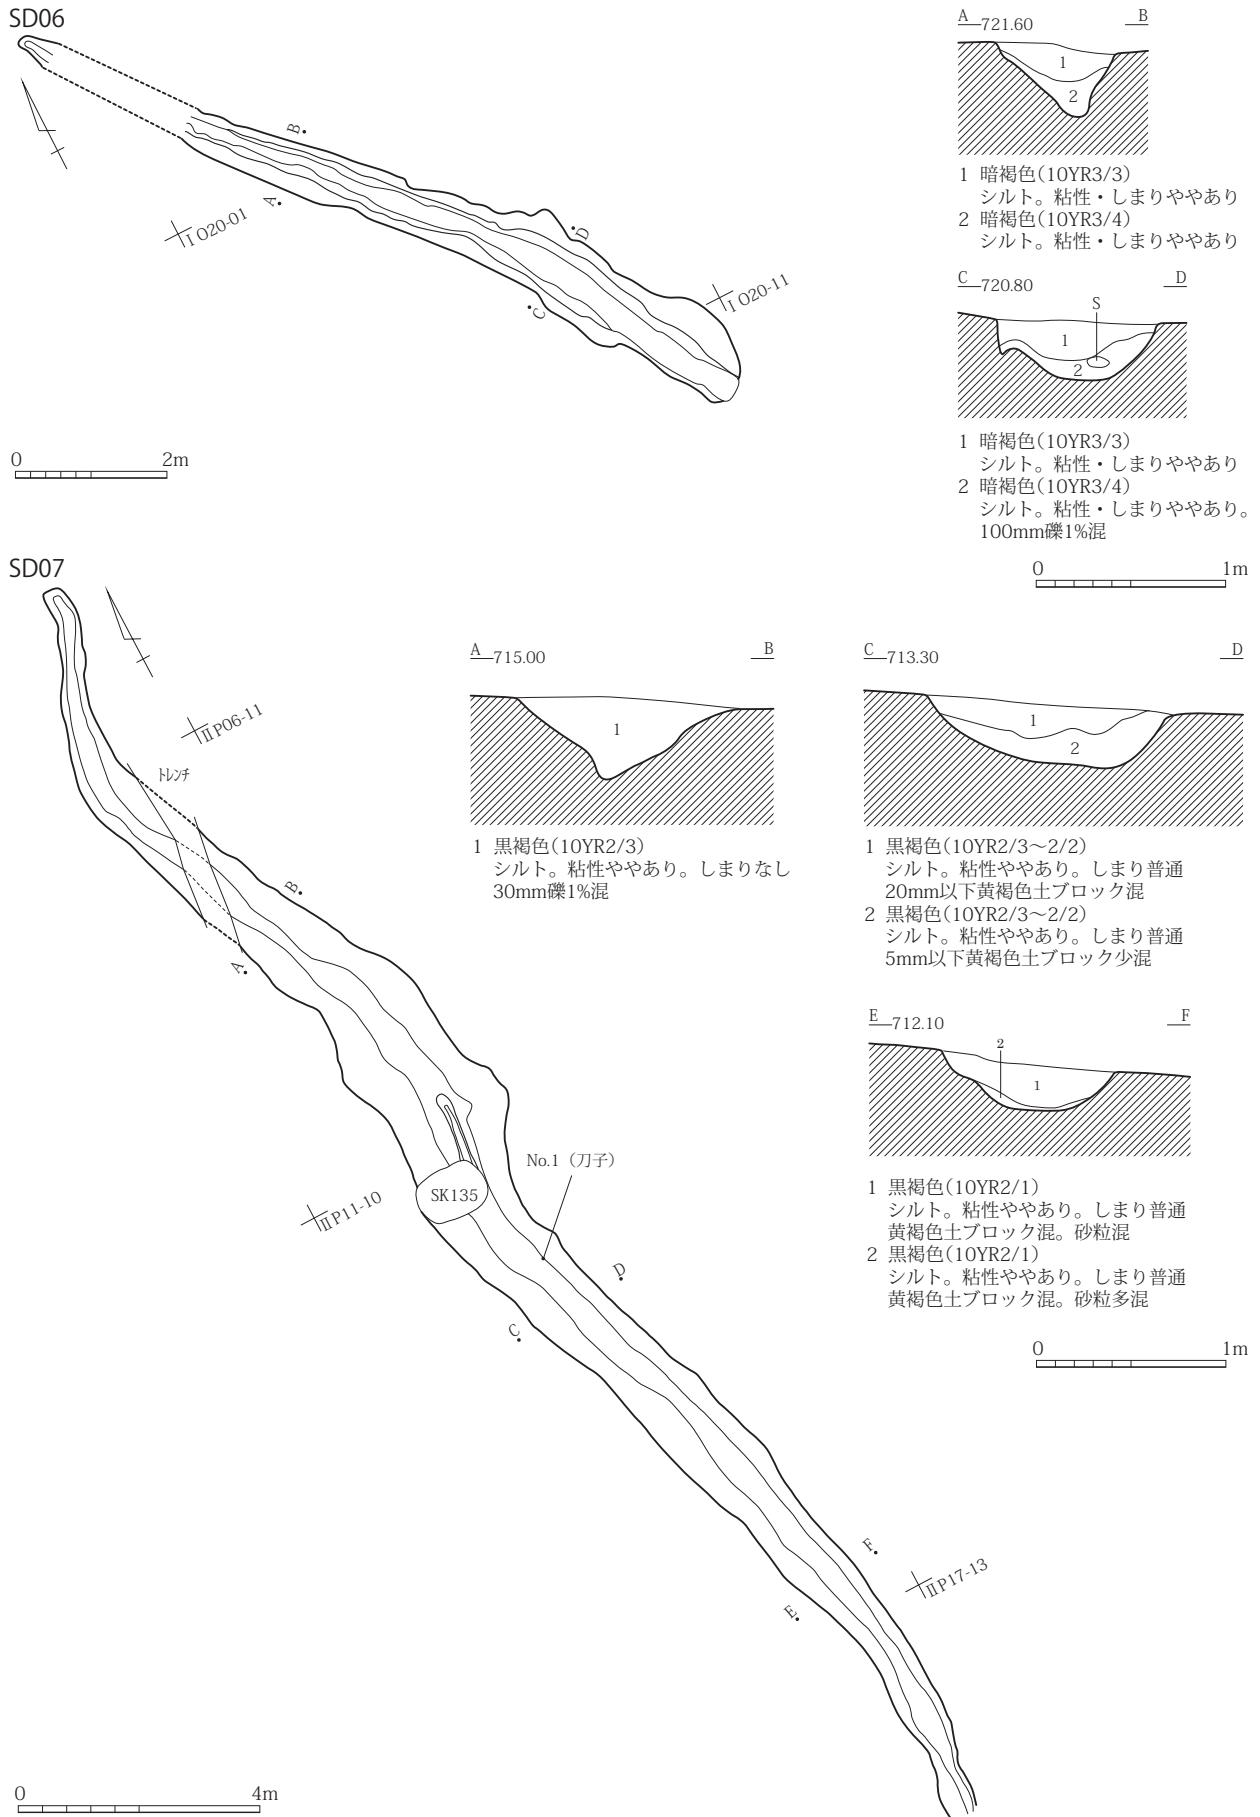 SD06
A 721.60 B
1
2
1 暗褐色(10YR3/3)
シルト。粘性・しまりややあり
2 暗褐色(10YR3/4)
シルト。粘性・しまりややあり
B
A
I O20-01
D
C
I O20-11
C 720.80 D
S
1
2
1 暗褐色(10YR3/3)
シルト。粘性・しまりややあり
2 暗褐色(10YR3/4)
シルト。粘性・しまりややあり。
100mm礫1%混
0 2m
0 1m
SD07
ⅡP06-11
トレンチ
B
A
A 715.00 B
1
1 黒褐色(10YR2/3)
シルト。粘性ややあり。しまりなし
30mm礫1%混
C 713.30 D
1
2
1 黒褐色(10YR2/3〜2/2)
シルト。粘性ややあり。しまり普通
20mm以下黄褐色土ブロック混
2 黒褐色(10YR2/3〜2/2)
シルト。粘性ややあり。しまり普通
5mm以下黄褐色土ブロック少混
E 712.10 F
2
1
1 黒褐色(10YR2/1)
シルト。粘性ややあり。しまり普通
黄褐色土ブロック混。砂粒混
2 黒褐色(10YR2/1)
シルト。粘性ややあり。しまり普通
黄褐色土ブロック混。砂粒多混
No.1（刀子）
SK135
ⅡP11-10
D
C
0 1m
F
ⅡP17-13
E
0 4m